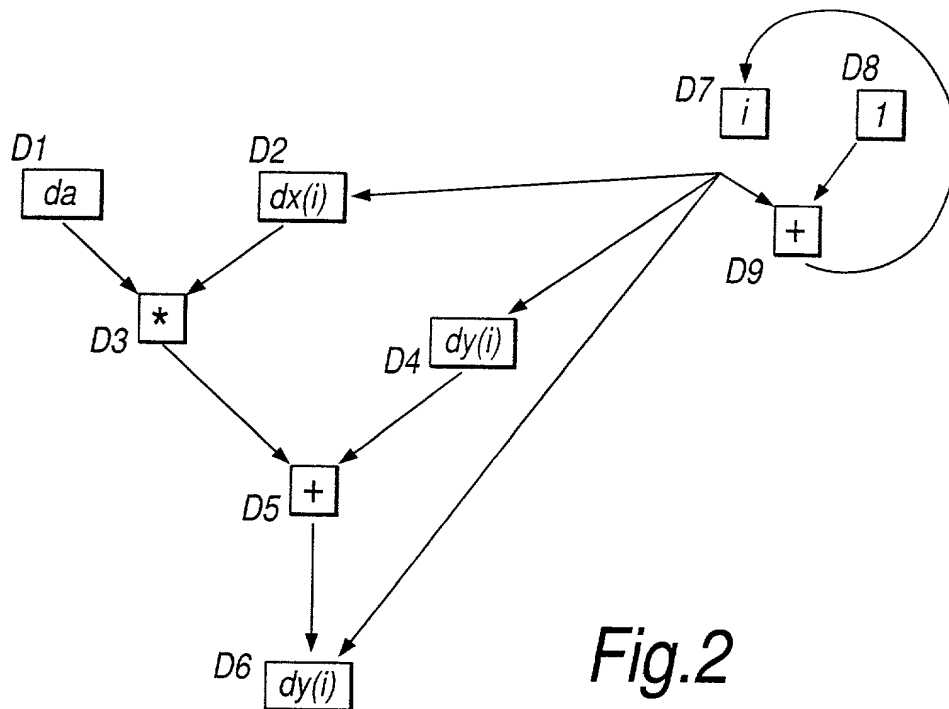 D7 i
D8 1
D1 da
D2 dx(i)
+ D9
* D3
dy(i) D4
+ D5
D6 dy(i)
Fig.2